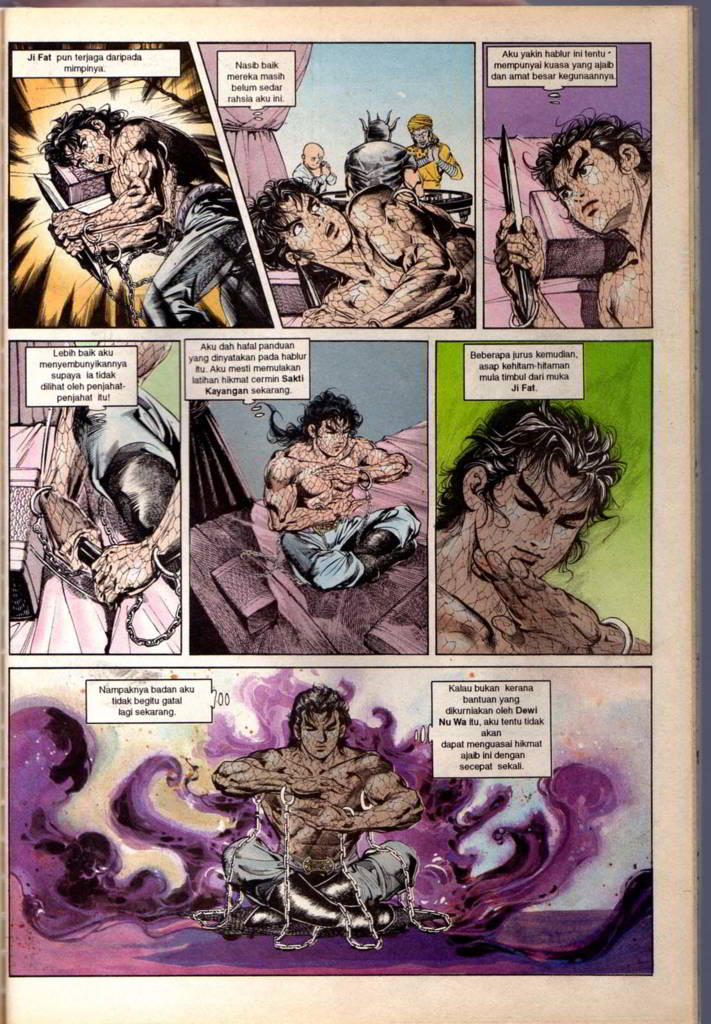 Ji Fat pun terjaga daripada
mimpinya.
Nasib baik
mereka masih
belum sedar
rahsia aku ini.
Aku yakin hablur ini tentu
mempunyai kuasa yang ajaib
dan amat besar kegunaannya.
Lebih baik aku
menyembunyikannya
supaya ia tidak
dilihat oleh penjahat-
penjahat itu!
Aku dah hafal panduan
yang dinyatakan pada hablur
itu. Aku mesti memulakan
latihan hikmat cermin Sakti
Kayangan sekarang.
Beberapa jurus kemudian,
asap kehitam-hitaman
mula timbul dari muka
Ji Fat.
Nampaknya badan aku
tidak begitu gatal
lagi sekarang.
Kalau bukan kerana
bantuan yang
dikurniakan oleh Dewi
Nu Wa itu, aku tentu tidak
akan
dapat menguasai hikmat
ajaib ini dengan
secepat sekali.